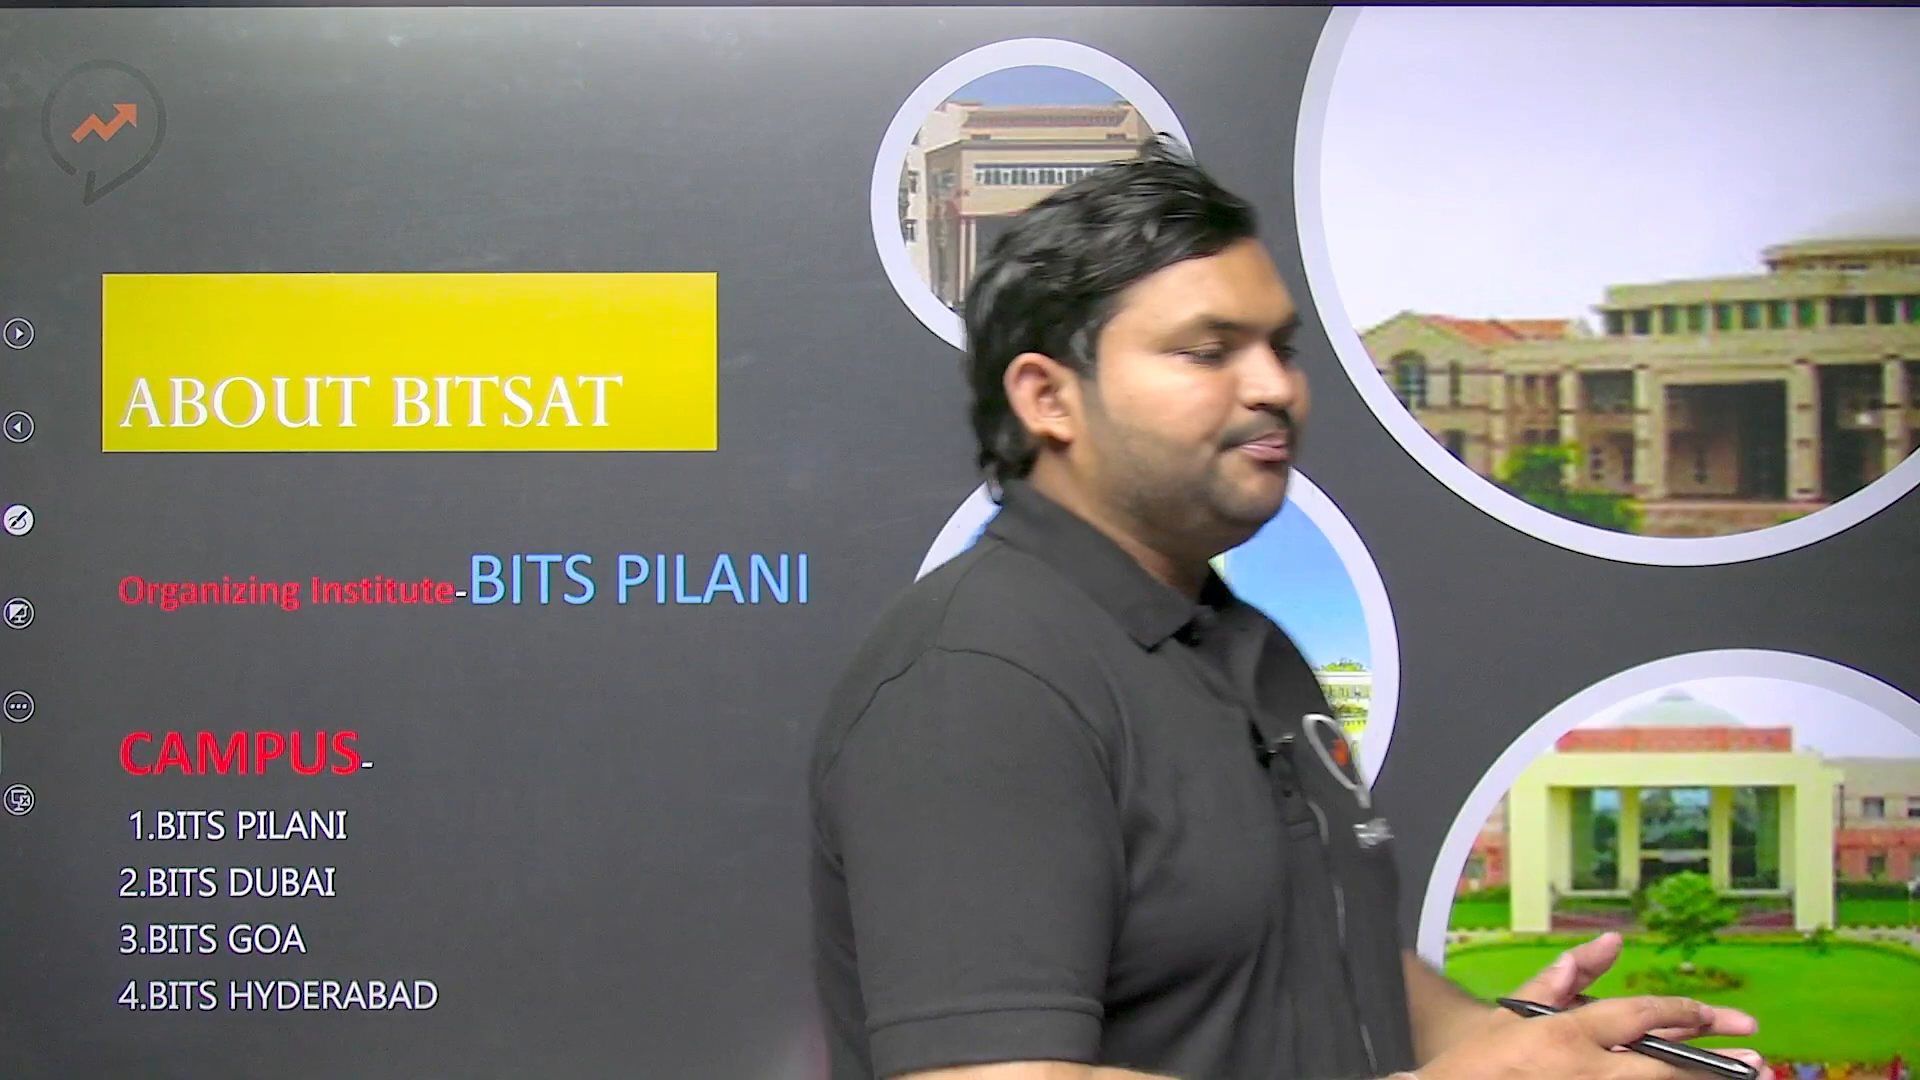 ABOUT BITSAT
Organizing Institute-BITS PILANI
CAMPUS-
1.BITS PILANI
2.BITS DUBAI
3.BITS GOA
4.BITS HYDERABAD